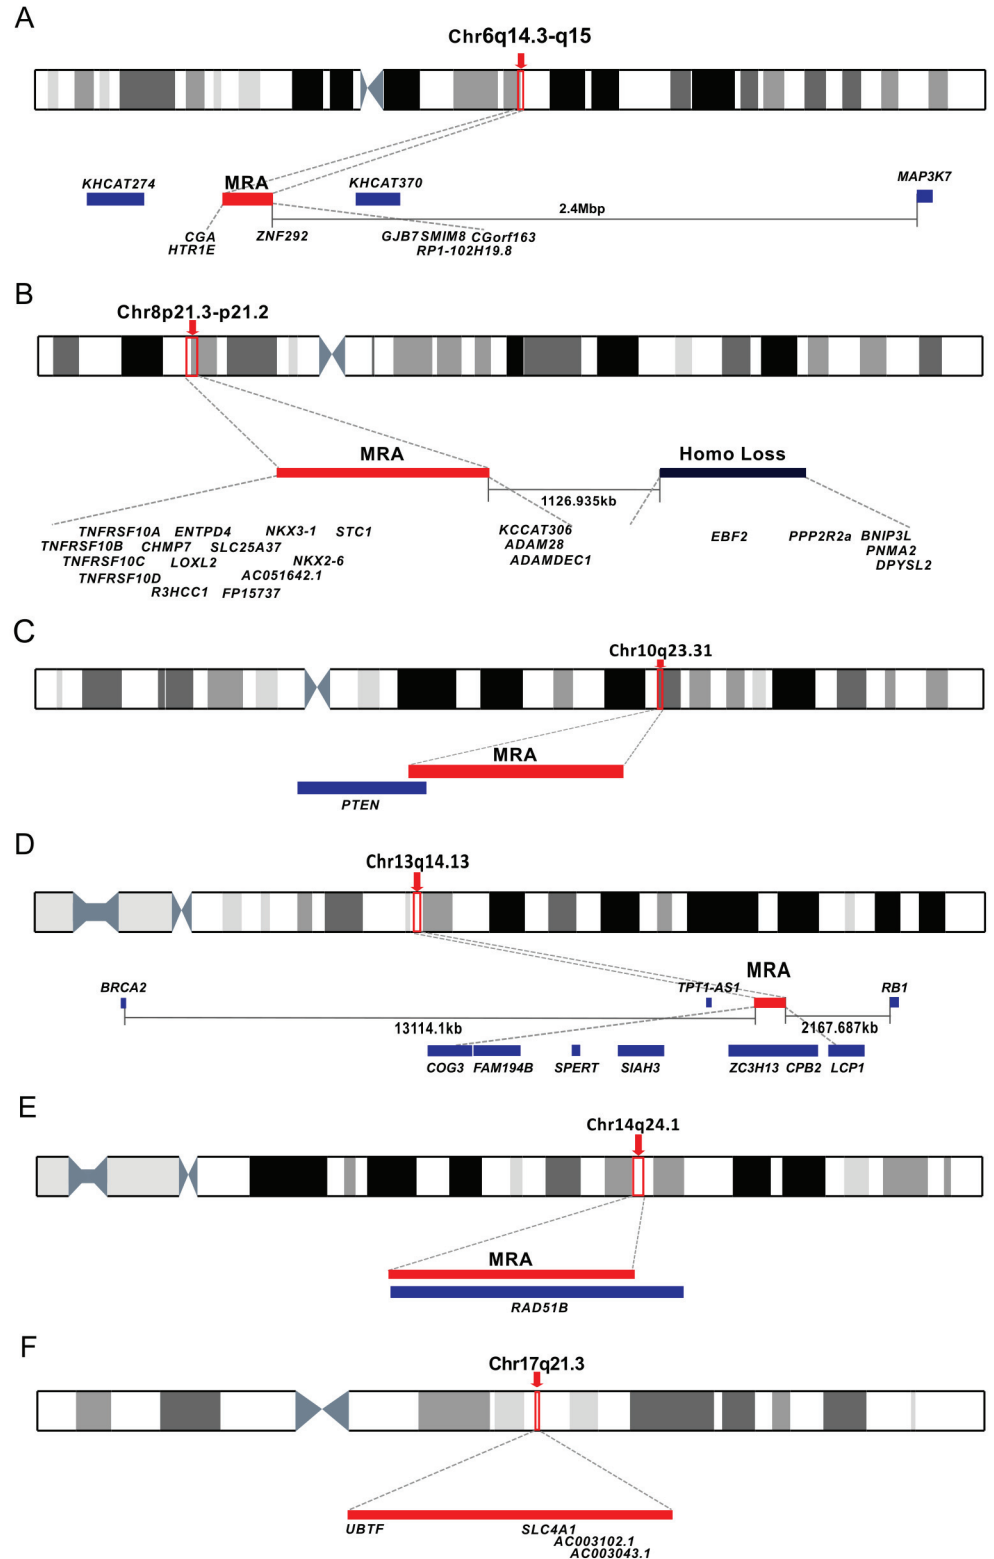 A
Chr6q14.3-q15
KHCAT274 MRA KHCAT370 MAP3K7
2.4Mbp
CGA ZNF292 GJB7 SMIM8 CGorf163
HTR1E RP1-102H19.8
B
Chr8p21.3-p21.2
MRA Homo Loss
1126.935kb
TNFRSF10A ENTPD4 NKX3-1 STC1 KCCAT306 EBF2 PPP2R2a BNIP3L
TNFRSF10B CHMP7 SLC25A37 ADAM28 PNMA2
TNFRSF10C LOXL2 NKX2-6 ADAMDEC1 DPYSL2
TNFRSF10D AC051642.1
R3HCC1 FP15737
C
Chr10q23.31
MRA
PTEN
D
Chr13q14.13
MRA
BRCA2 TPT1-AS1 RB1
13114.1kb 2167.687kb
COG3 FAM194B SPERT SIAH3 ZC3H13 CPB2 LCP1
E
Chr14q24.1
MRA
RAD51B
F
Chr17q21.3
UBTF SLC4A1
AC003102.1
AC003043.1